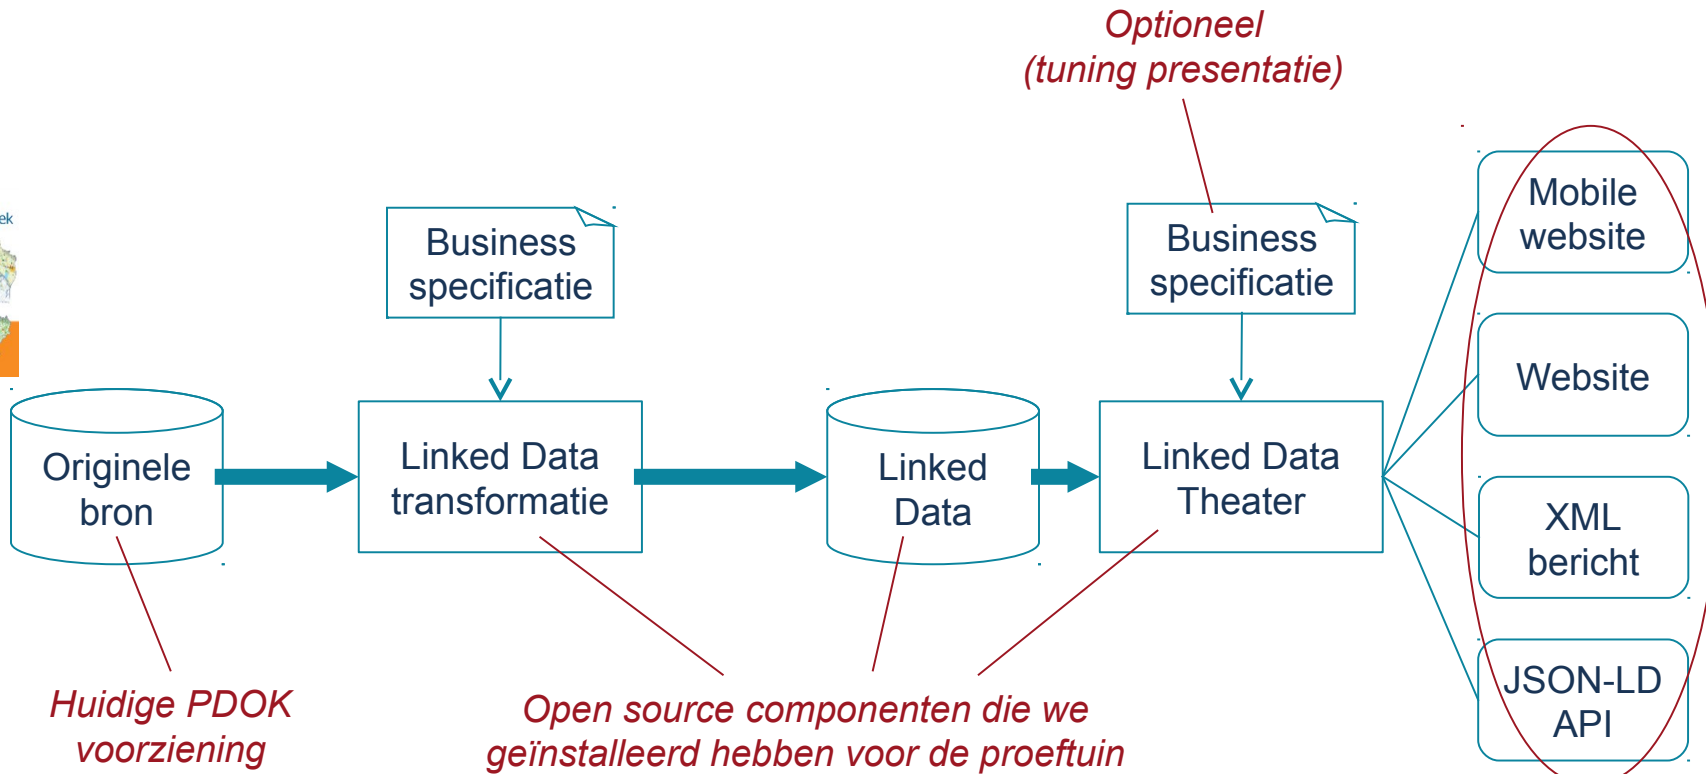 Optioneel
(tuning presentatie)
ek
Business
specificatie
Business
specificatie
Mobile
website
Website
Originele
bron
Linked Data
transformatie
Linked
Data
Linked Data
Theater
XML
bericht
JSON-LD
API
Huidige PDOK
voorziening
Open source componenten die we
geïnstalleerd hebben voor de proeftuin